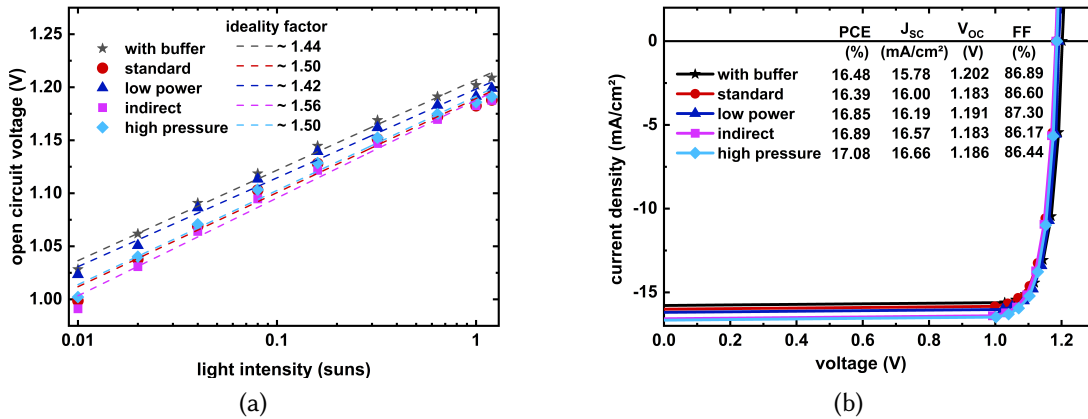 (a)
ideality factor
with buffer ~ 1.44
standard ~ 1.50
low power ~ 1.42
indirect ~ 1.56
high pressure ~ 1.50
open circuit voltage (V)
1.25
1.20
1.15
1.10
1.05
1.00
0.01 0.1 1
light intensity (suns)
(a)
(b)
PCE JSC VOC FF
(%) (mA/cm²) (V) (%)
with buffer 16.48 15.78 1.202 86.89
standard 16.39 16.00 1.183 86.60
low power 16.85 16.19 1.191 87.30
indirect 16.89 16.57 1.183 86.17
high pressure 17.08 16.66 1.186 86.44
current density (mA/cm²)
0
-5
-10
-15
0.0 0.2 0.4 0.6 0.8 1.0 1.2
voltage (V)
(b)